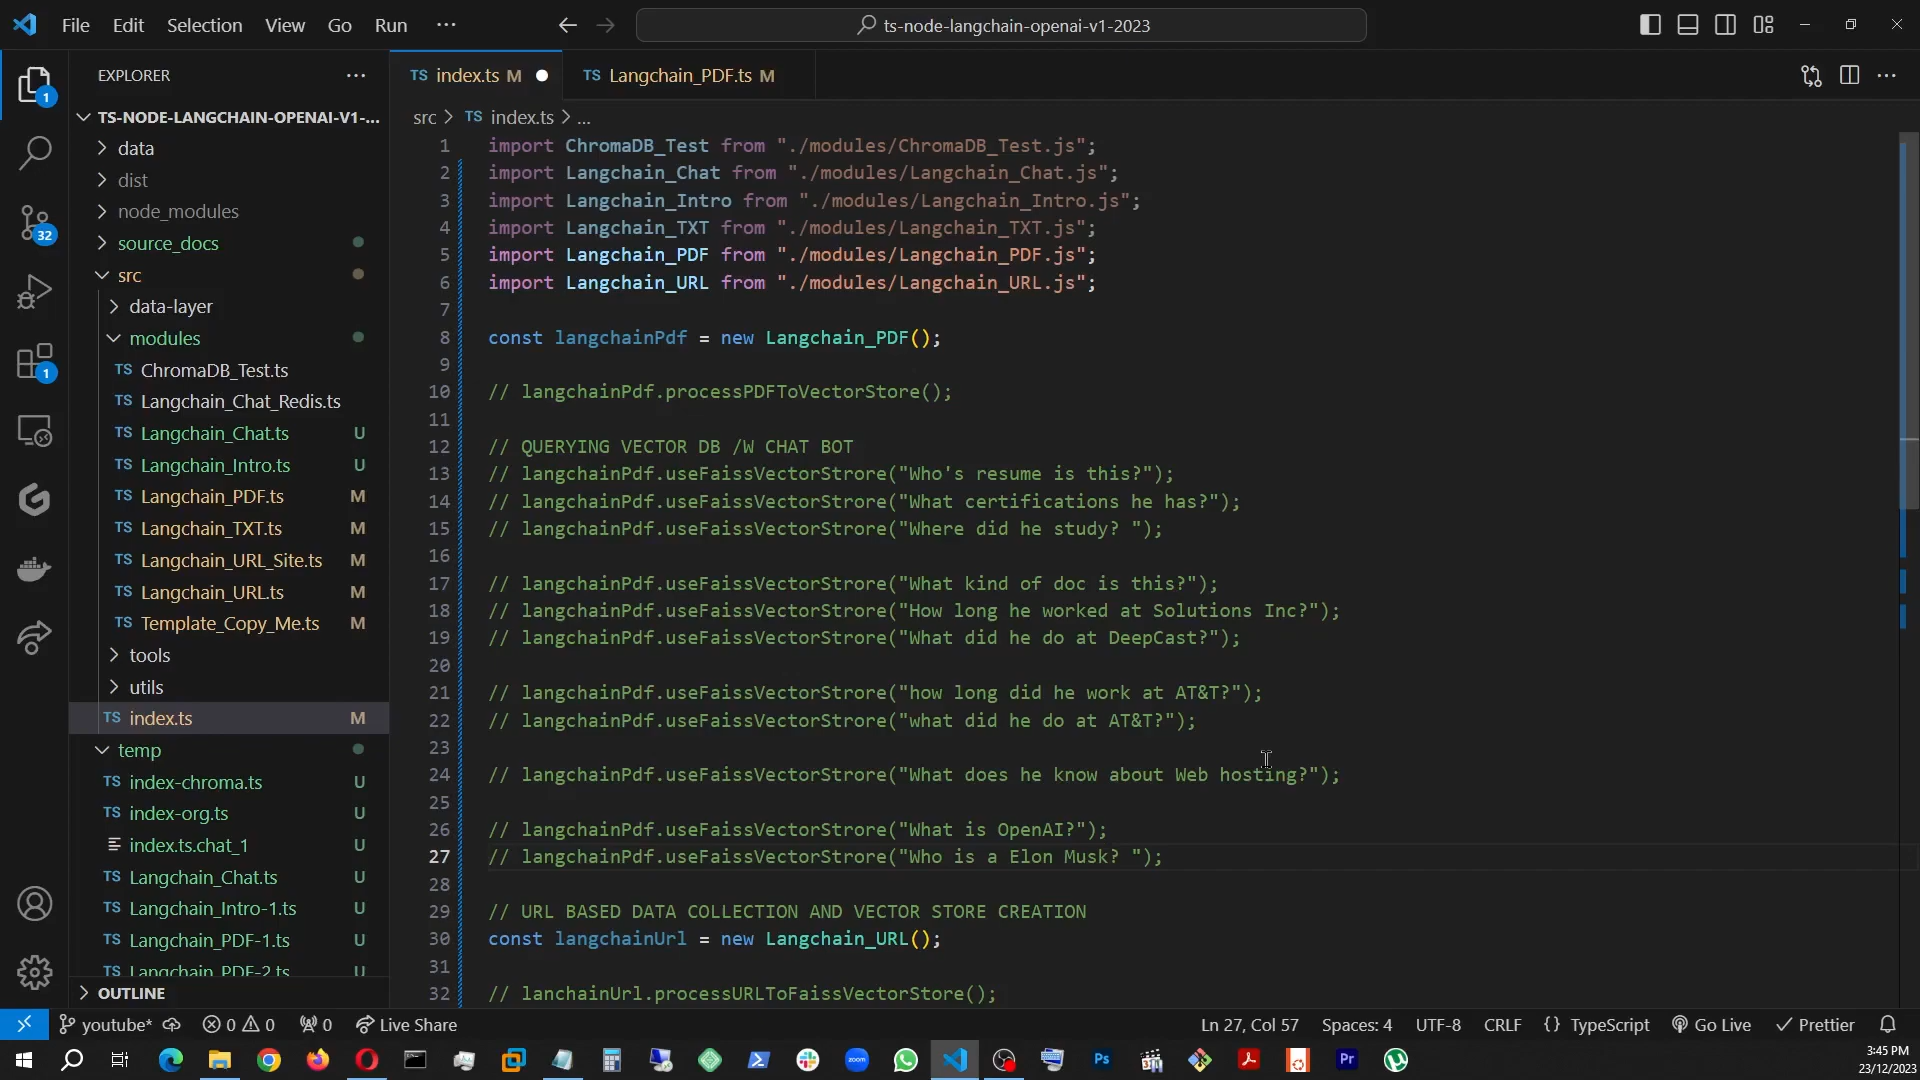 File Edit Selection View Go Run ···
ts-node-langchain-openai-v1-2023
EXPLORER
TS-NODE-LANGCHAIN-OPENAI-V1-...
data
dist
node_modules
source_docs
src
data-layer
modules
TS ChromaDB_Test.ts
TS Langchain_Chat_Redis.ts
TS Langchain_Chat.ts U
TS Langchain_Intro.ts U
TS Langchain_PDF.ts M
TS Langchain_TXT.ts M
TS Langchain_URL_Site.ts M
TS Langchain_URL.ts M
TS Template_Copy_Me.ts M
tools
utils
TS index.ts M
temp
TS index-chroma.ts U
TS index-org.ts U
index.ts.chat_1 U
TS Langchain_Chat.ts U
TS Langchain_Intro-1.ts U
TS Langchain_PDF-1.ts U
TS Langchain_PDF-2.ts U
OUTLINE
1
32
1
TS index.ts M
TS Langchain_PDF.ts M
src > TS index.ts > ...
1 import ChromaDB_Test from "./modules/ChromaDB_Test.js";
2 import Langchain_Chat from "./modules/Langchain_Chat.js";
3 import Langchain_Intro from "./modules/Langchain_Intro.js";
4 import Langchain_TXT from "./modules/Langchain_TXT.js";
5 import Langchain_PDF from "./modules/Langchain_PDF.js";
6 import Langchain_URL from "./modules/Langchain_URL.js";
7
8 const langchainPdf = new Langchain_PDF();
9
10 // langchainPdf.processPDFToVectorStore();
11
12 // QUERYING VECTOR DB /W CHAT BOT
13 // langchainPdf.useFaissVectorStrore("Who's resume is this?");
14 // langchainPdf.useFaissVectorStrore("What certifications he has?");
15 // langchainPdf.useFaissVectorStrore("Where did he study? ");
16
17 // langchainPdf.useFaissVectorStrore("What kind of doc is this?");
18 // langchainPdf.useFaissVectorStrore("How long he worked at Solutions Inc?");
19 // langchainPdf.useFaissVectorStrore("What did he do at DeepCast?");
20
21 // langchainPdf.useFaissVectorStrore("how long did he work at AT&T?");
22 // langchainPdf.useFaissVectorStrore("what did he do at AT&T?");
23
24 // langchainPdf.useFaissVectorStrore("What does he know about Web hosting?");
25
26 // langchainPdf.useFaissVectorStrore("What is OpenAI?");
27 // langchainPdf.useFaissVectorStrore("Who is a Elon Musk? ");
28
29 // URL BASED DATA COLLECTION AND VECTOR STORE CREATION
30 const langchainUrl = new Langchain_URL();
31
32 // lanchainUrl.processURLToFaissVectorStore();
youtube* 0 0 0 Live Share
Ln 27, Col 57 Spaces: 4 UTF-8 CRLF {} TypeScript Go Live Prettier
zoom Ps Pr
3:45 PM
23/12/2023